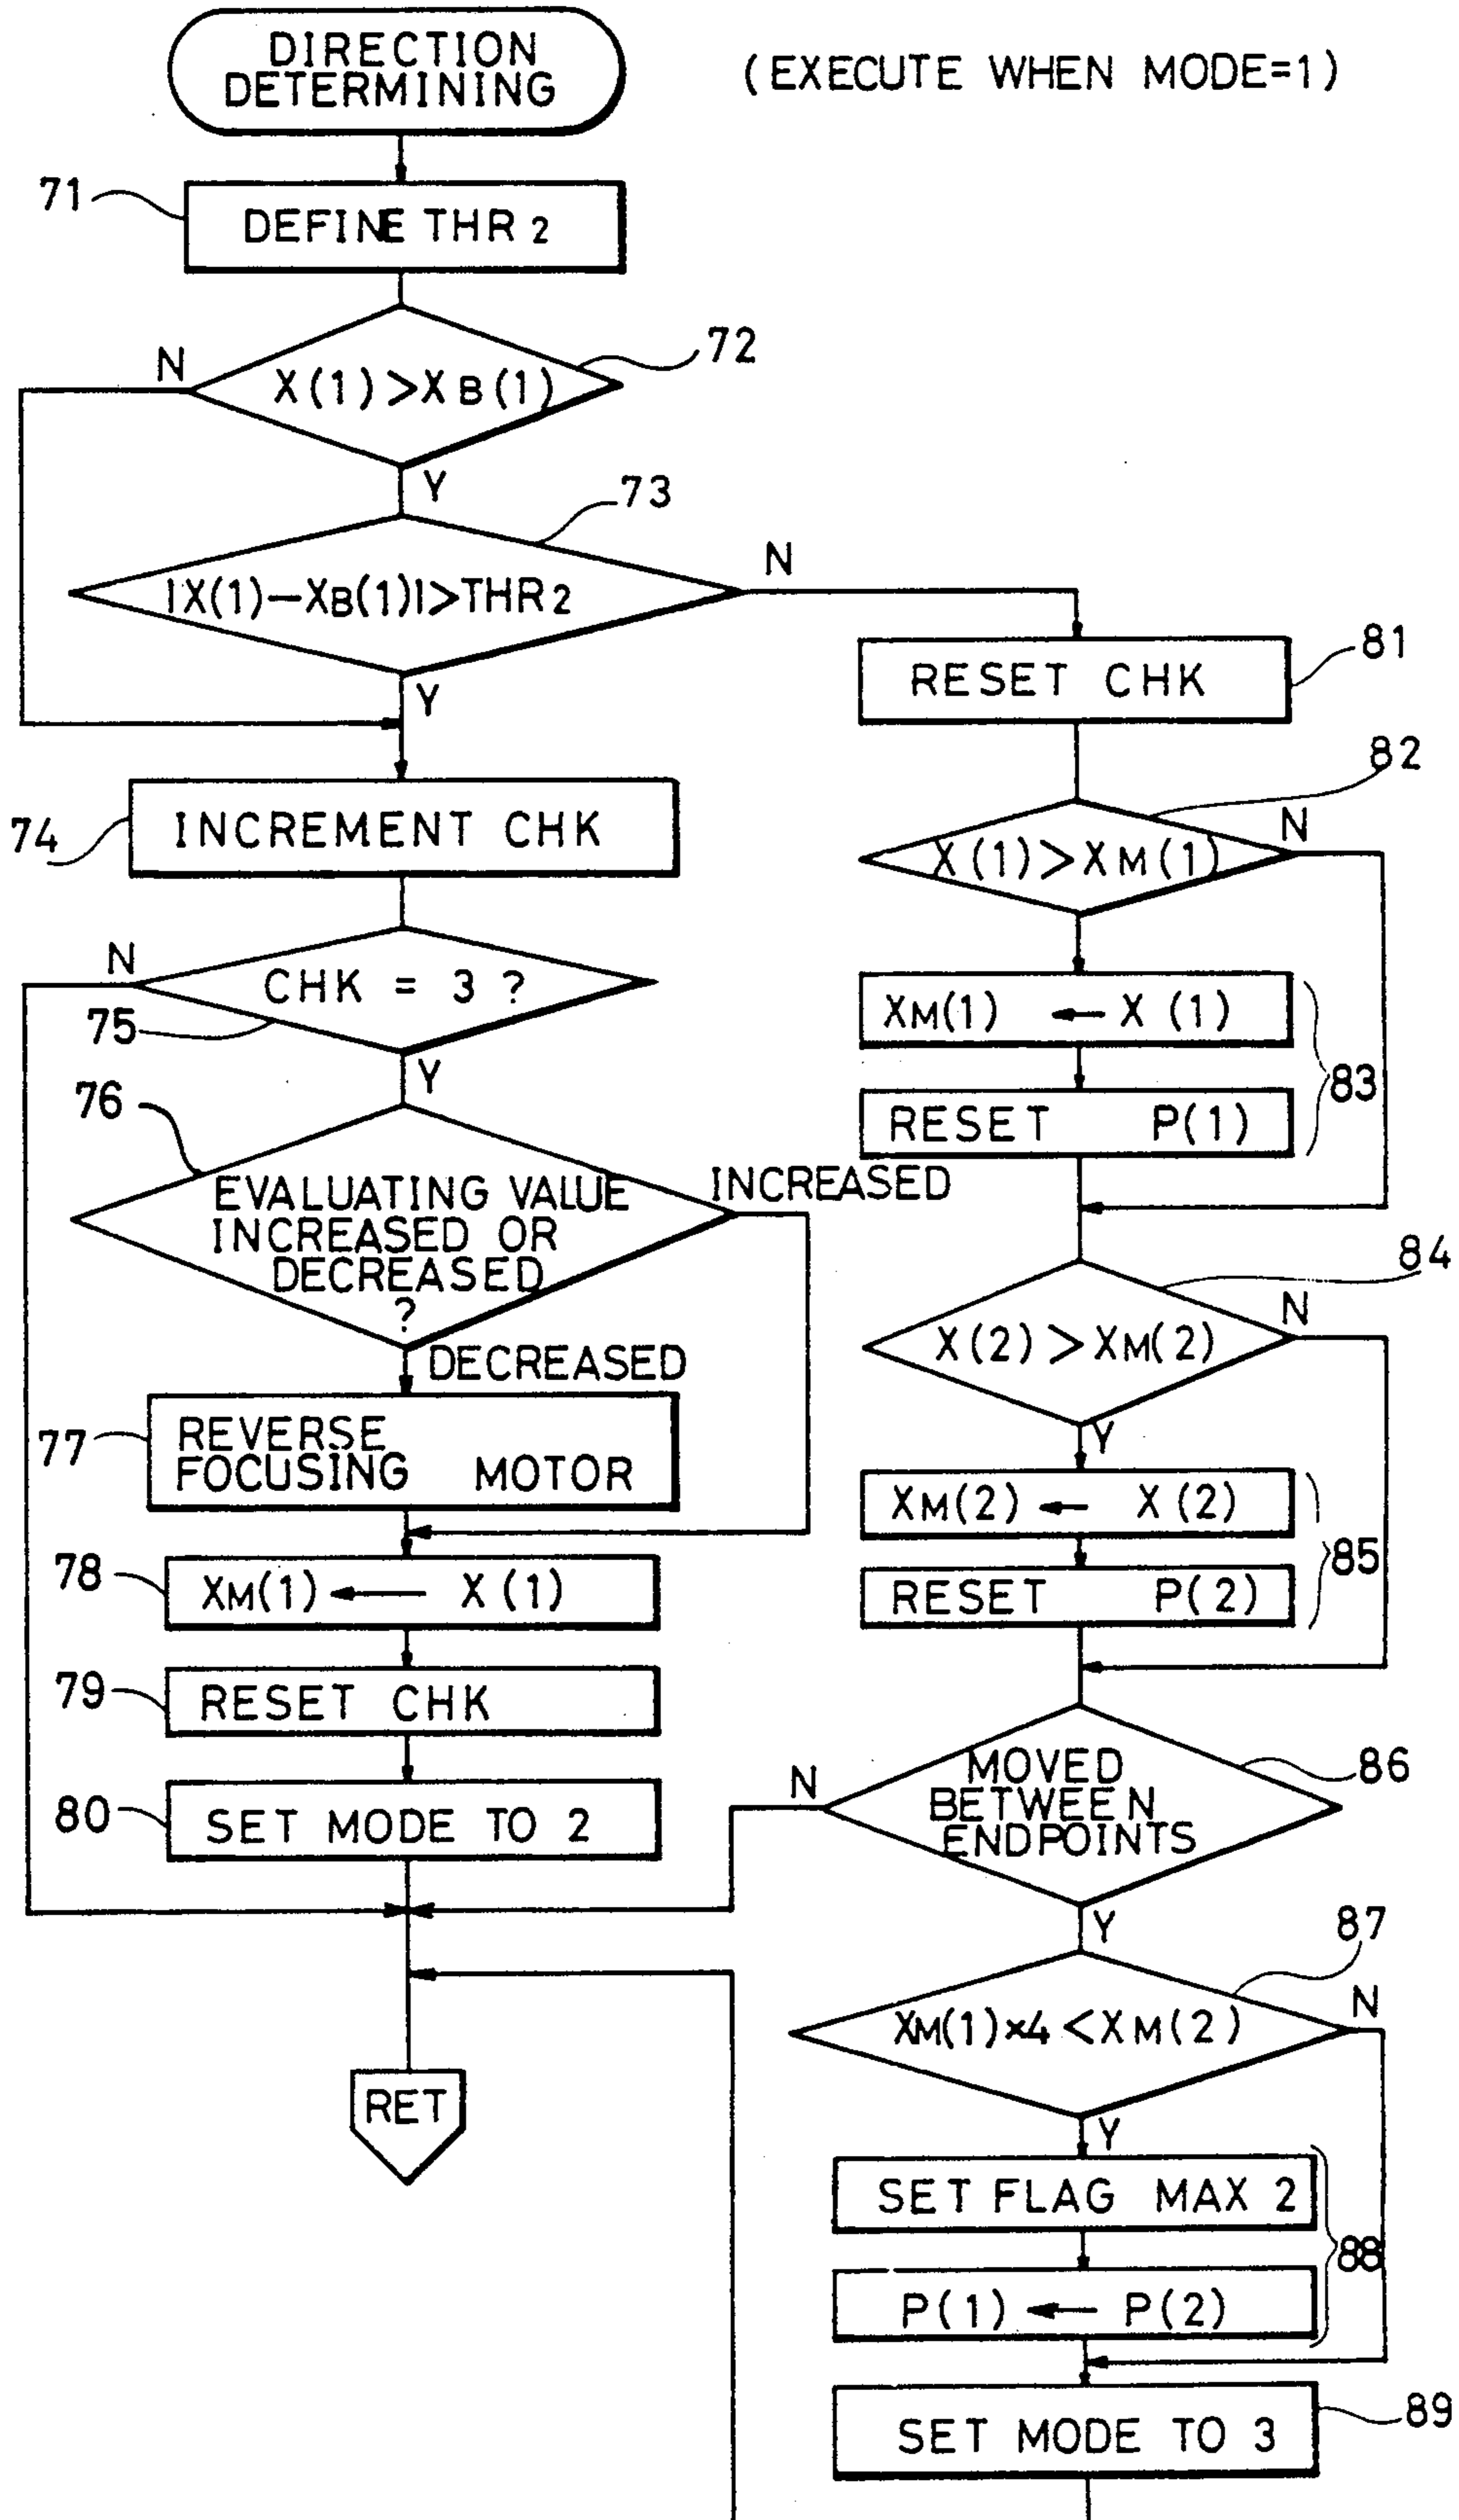 DIRECTION
DETERMINING
(EXECUTE WHEN MODE=1)
71
DEFINE THR 2
72
N
X(1)>XB(1)
Y
73
|X(1)-XB(1)|>THR2
N
Y
74
INCREMENT CHK
N
CHK = 3 ?
75
Y
76
EVALUATING VALUE
INCREASED OR
DECREASED
?
INCREASED
DECREASED
77
REVERSE
FOCUSING MOTOR
78
XM(1) ← X(1)
79
RESET CHK
80
SET MODE TO 2
RET
81
RESET CHK
82
N
X(1)>XM(1)
XM(1) ← X(1)
83
RESET P(1)
84
N
X(2)>XM(2)
Y
XM(2) ← X(2)
85
RESET P(2)
86
N
MOVED
BETWEEN
ENDPOINTS
Y
87
N
XM(1)×4<XM(2)
Y
SET FLAG MAX 2
88
P(1) ← P(2)
89
SET MODE TO 3